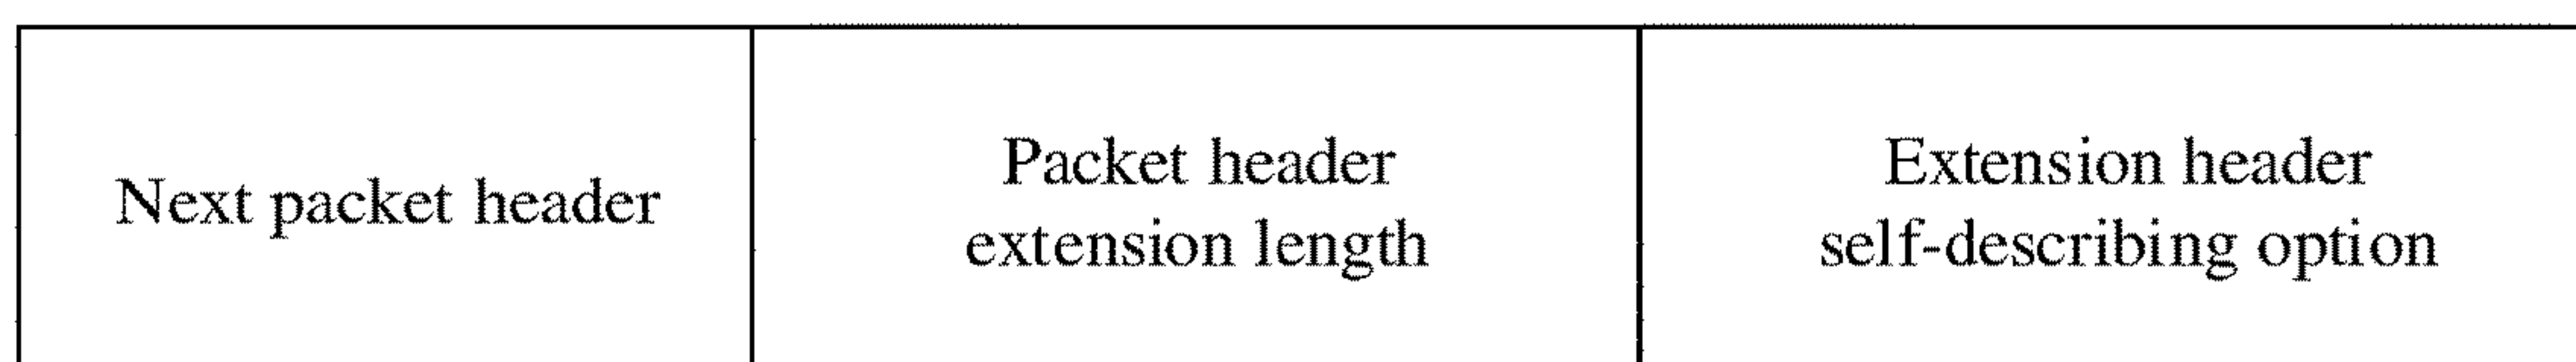 Next packet header
Packet header
extension length
Extension header
self-describing option